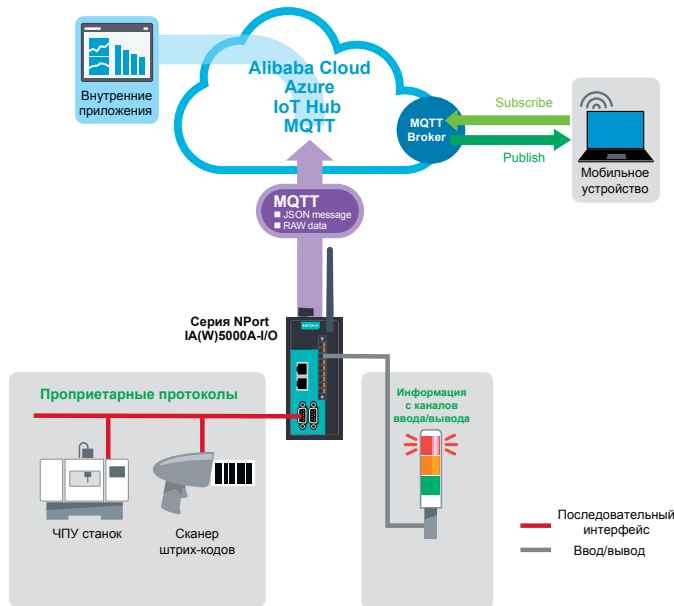 Внутренние
приложения
Alibaba Cloud
Azure
IoT Hub
MQTT
MQTT
Broker
Subscribe
Publish
Мобильное
устройство
MQTT
JSON message
RAW data
Серия NPort
IA(W)5000A-I/O
MOXA
Проприетарные протоколы
ЧПУ станок
Сканер
штрих-кодов
Информация
с каналов
ввода/вывода
Последовательный
интерфейс
Ввод/вывод